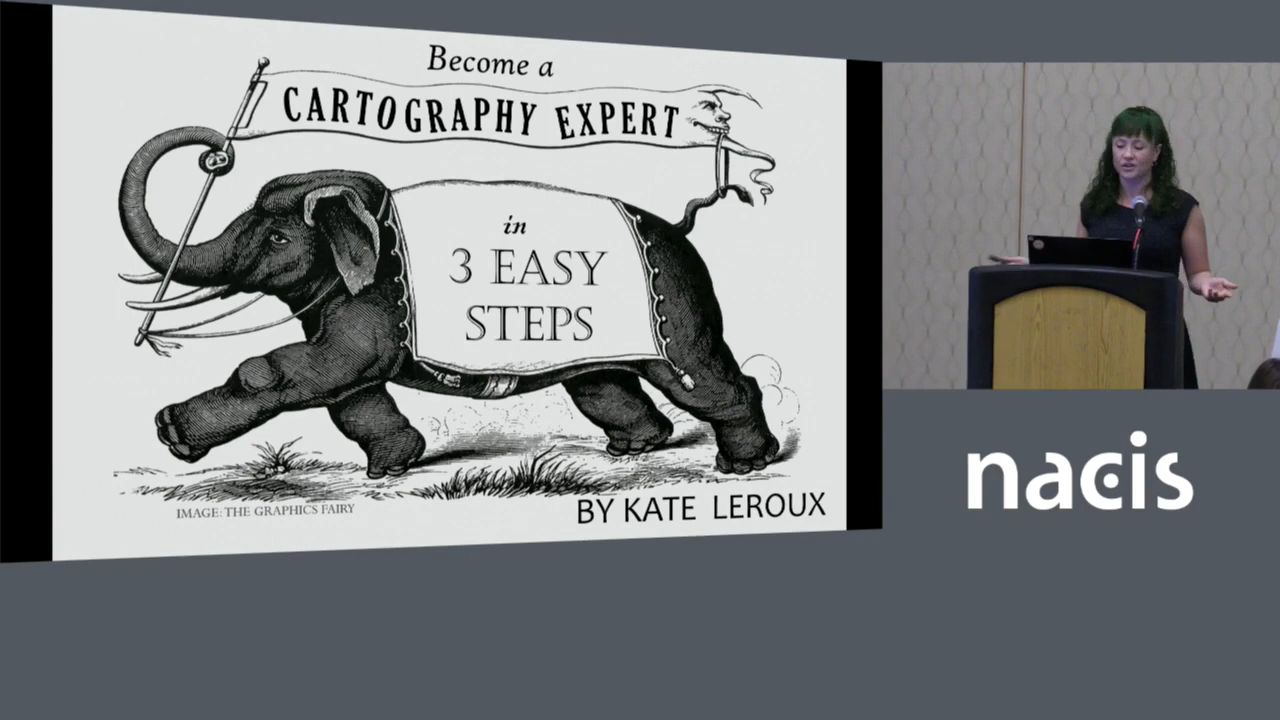 Become a
CARTOGRAPHY EXPERT
in
3 EASY
STEPS
IMAGE: THE GRAPHICS FAIRY
BY KATE LEROUX
nacis